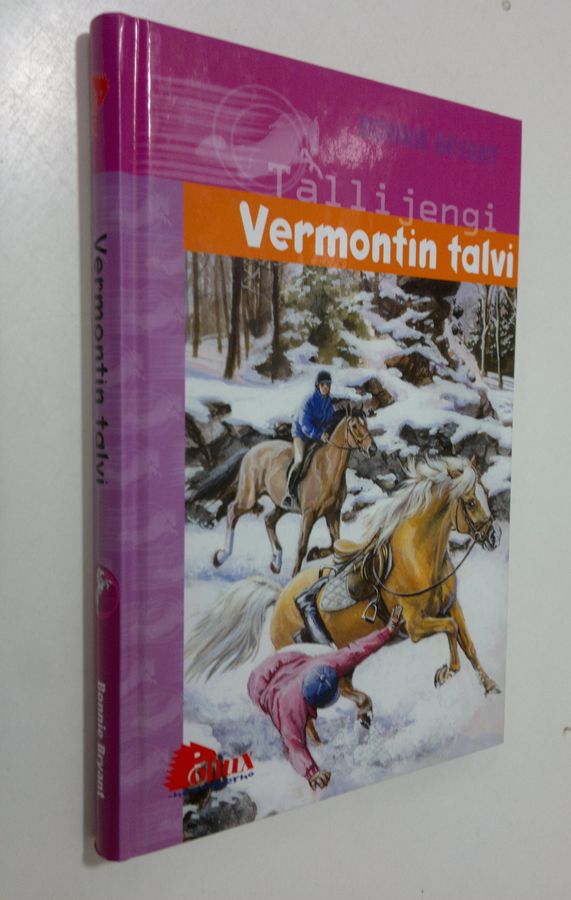 BONNIE BRYANT
Tallijengi
Vermontin talvi
Vermontin talvi
Bonnie Bryant